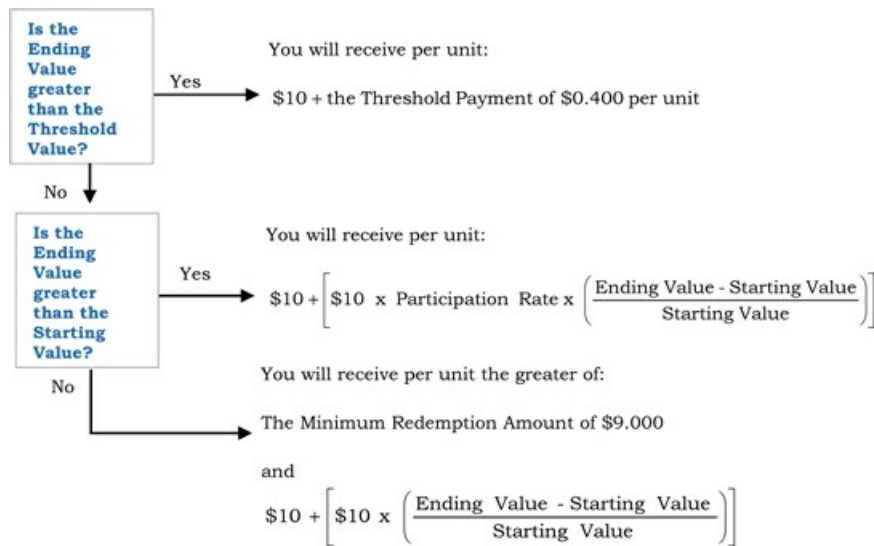 Is the
Ending
Value
greater
than the
Threshold
Value?
Yes
You will receive per unit:
$10 + the Threshold Payment of $0.400 per unit
No
Is the
Ending
Value
greater
than the
Starting
Value?
Yes
You will receive per unit:
$10 + [$10 x Participation Rate x (Ending Value - Starting Value
Starting Value)]
No
You will receive per unit the greater of:
The Minimum Redemption Amount of $9.000
and
$10 + [$10 x (Ending Value - Starting Value
Starting Value)]